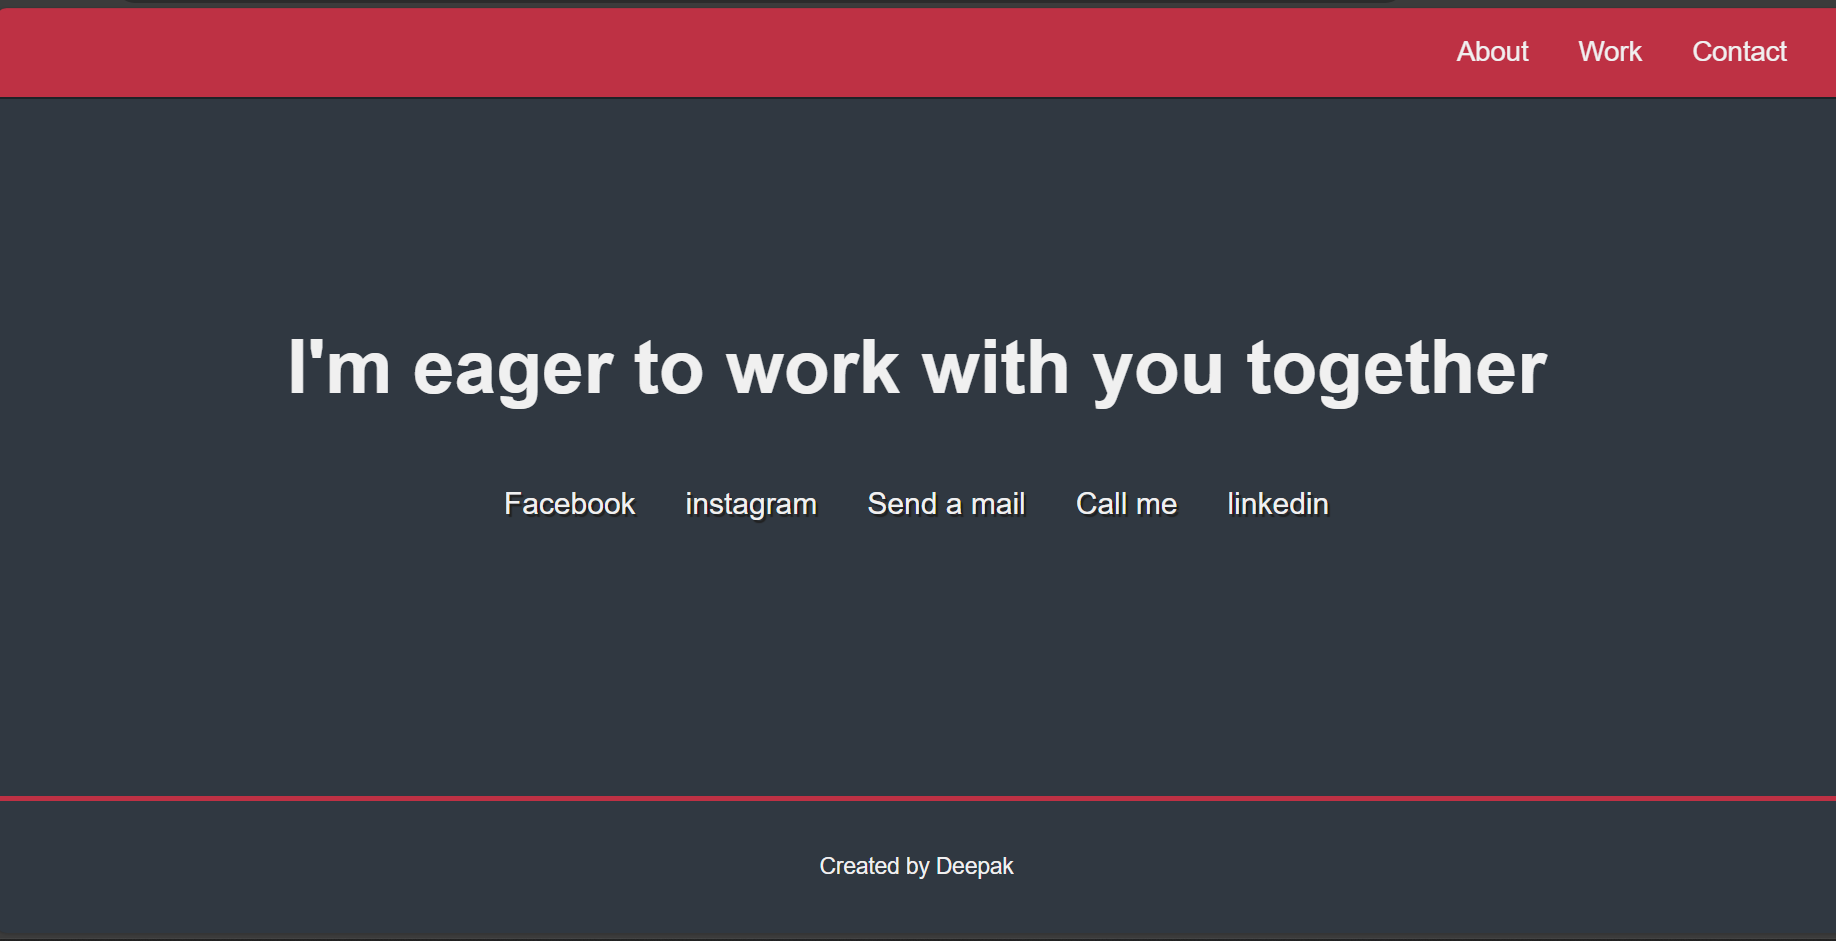 About Work Contact
I'm eager to work with you together
Facebook instagram Send a mail Call me linkedin
Created by Deepak